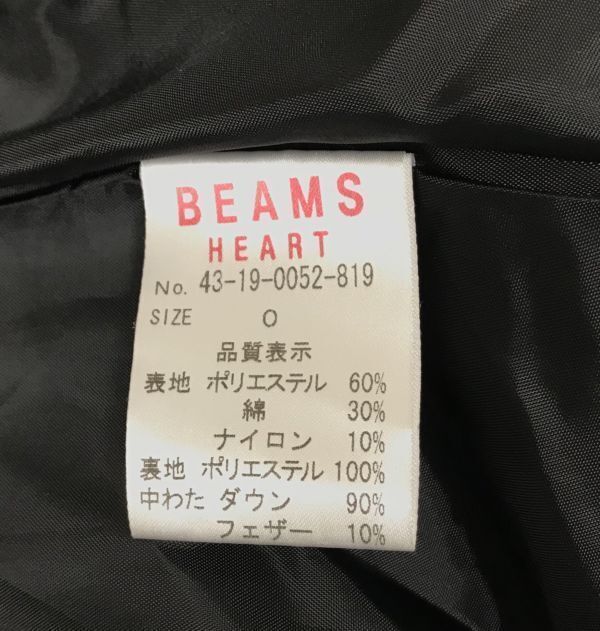 BEAMS
HEART
No. 43-19-0052-819
SIZE O
品質表示
表地 ポリエステル 60%
綿 30%
ナイロン 10%
裏地 ポリエステル 100%
中わた ダウン 90%
フェザー 10%